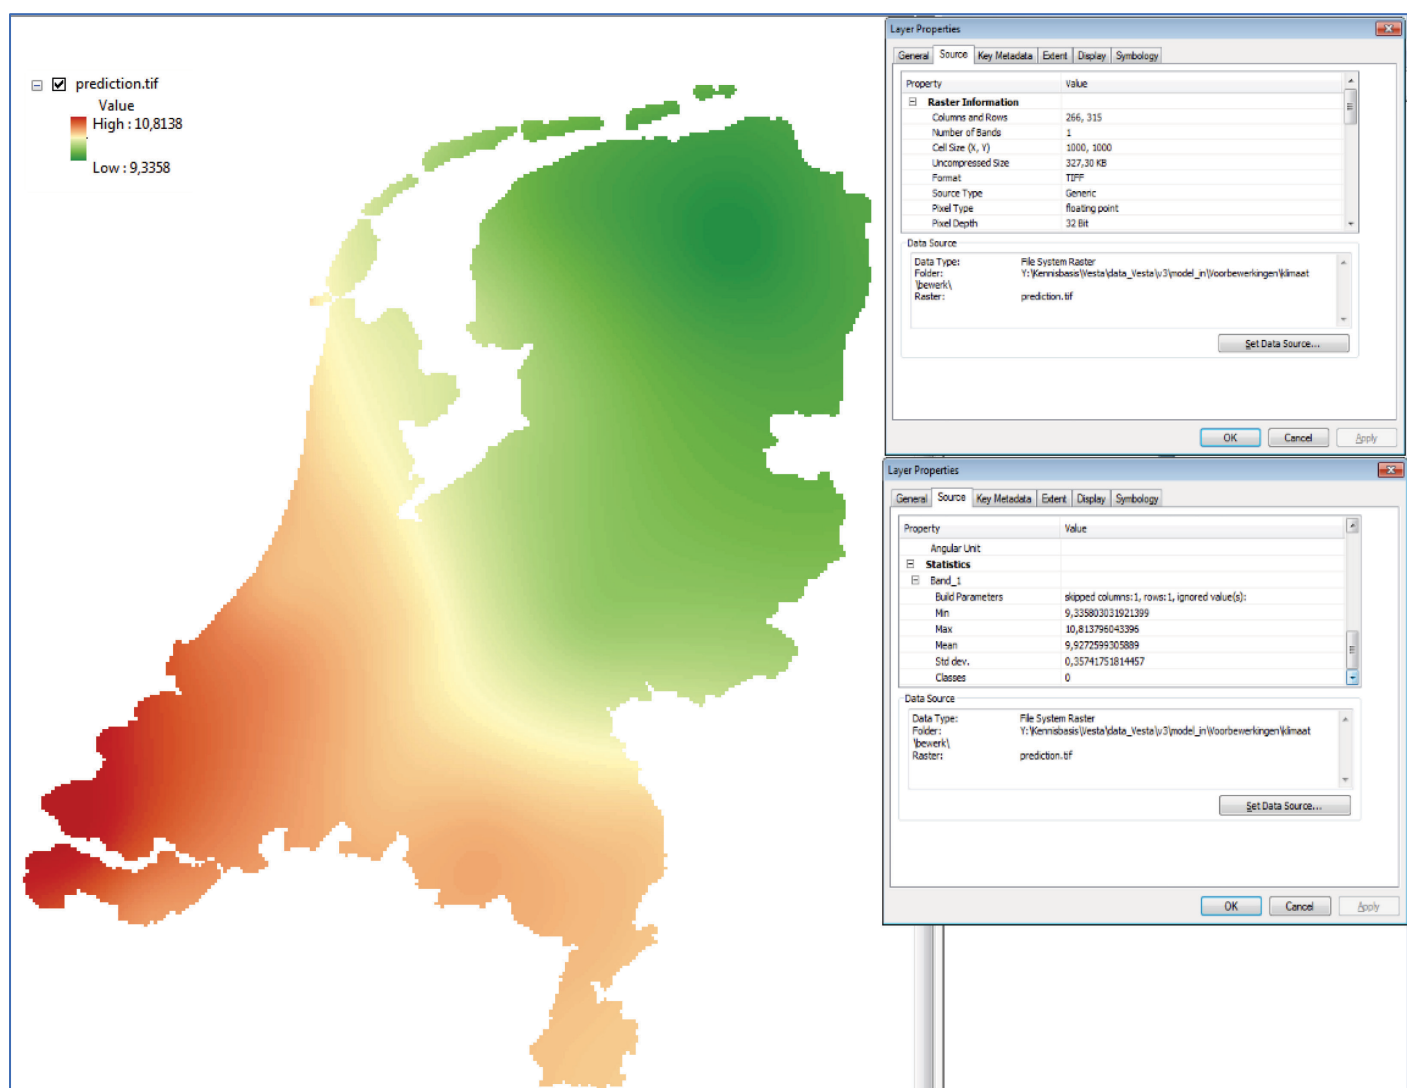 prediction.tif
Value
High : 10,8138
Low : 9,3358
Layer Properties
General Source Key Metadata Extent Display Symbology
Property Value
Raster Information
Columns and Rows 266, 315
Number of Bands 1
Cell Size (X, Y) 1000, 1000
Uncompressed Size 327,30 KB
Format TIFF
Source Type Generic
Pixel Type floating point
Pixel Depth 32 Bit
Data Source
Data Type: File System Raster
Folder: Y:\Kennisbasis\Vesta\data_Vesta\v3\model_in\Voorbewerkingen\klimaat
\bewerk\
Raster: prediction.tif
Set Data Source...
OK Cancel Apply
Layer Properties
General Source Key Metadata Extent Display Symbology
Property Value
Angular Unit
Statistics
Band_1
Build Parameters skipped columns:1, rows:1, ignored value(s):
Min 9,335803031921399
Max 10,813796043396
Mean 9,9272599305889
Std dev. 0,35741751814457
Classes 0
Data Source
Data Type: File System Raster
Folder: Y:\Kennisbasis\Vesta\data_Vesta\v3\model_in\Voorbewerkingen\klimaat
\bewerk\
Raster: prediction.tif
Set Data Source...
OK Cancel Apply